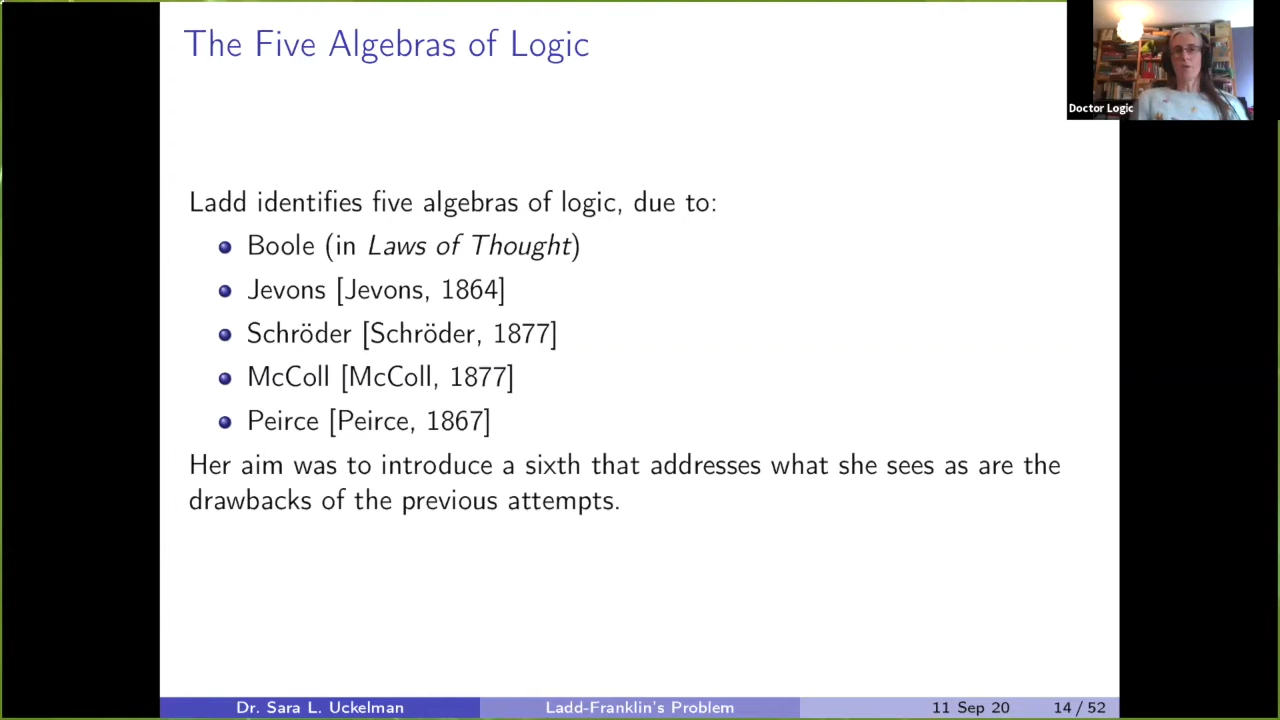 The Five Algebras of Logic
Doctor Logic
Ladd identifies five algebras of logic, due to:
Boole (in Laws of Thought)
Jevons [Jevons, 1864]
Schröder [Schröder, 1877]
McColl [McColl, 1877]
Peirce [Peirce, 1867]
Her aim was to introduce a sixth that addresses what she sees as are the
drawbacks of the previous attempts.
Dr. Sara L. Uckelman Ladd-Franklin's Problem 11 Sep 20 14 / 52